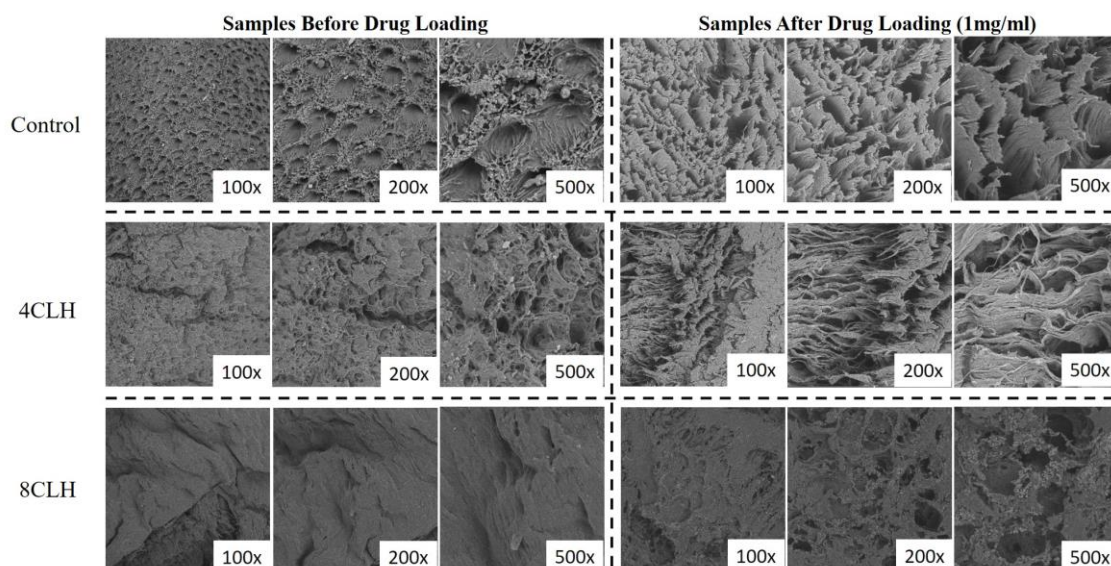 Samples Before Drug Loading
Samples After Drug Loading (1mg/ml)
Control
100x
200x
500x
100x
200x
500x
4CLH
100x
200x
500x
100x
200x
500x
8CLH
100x
200x
500x
100x
200x
500x